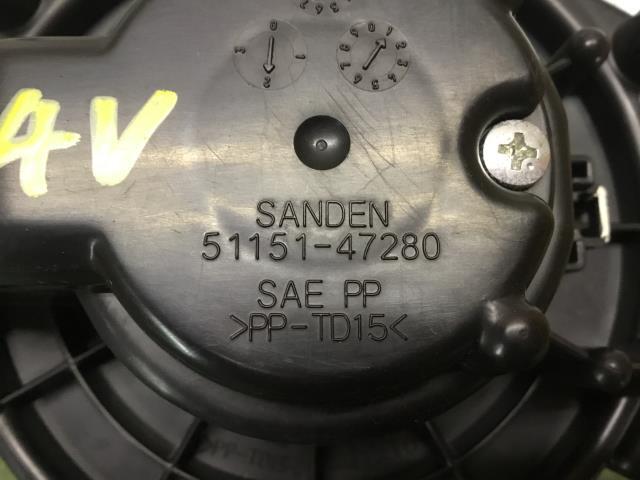 4V
SANDEN
51151-47280
SAE PP
>PP-TD15<